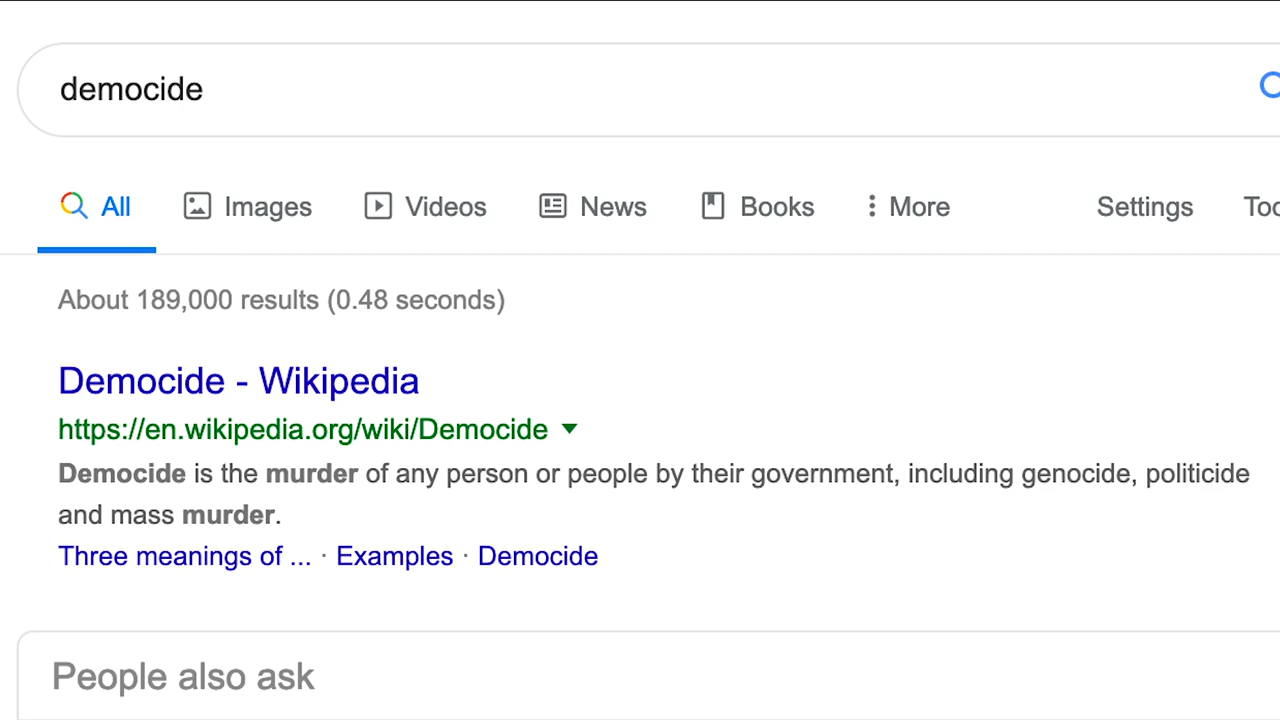 democide
All Images Videos News Books More Settings
About 189,000 results (0.48 seconds)
Democide - Wikipedia
https://en.wikipedia.org/wiki/Democide
Democide is the murder of any person or people by their government, including genocide, politicide
and mass murder.
Three meanings of ... · Examples · Democide
People also ask